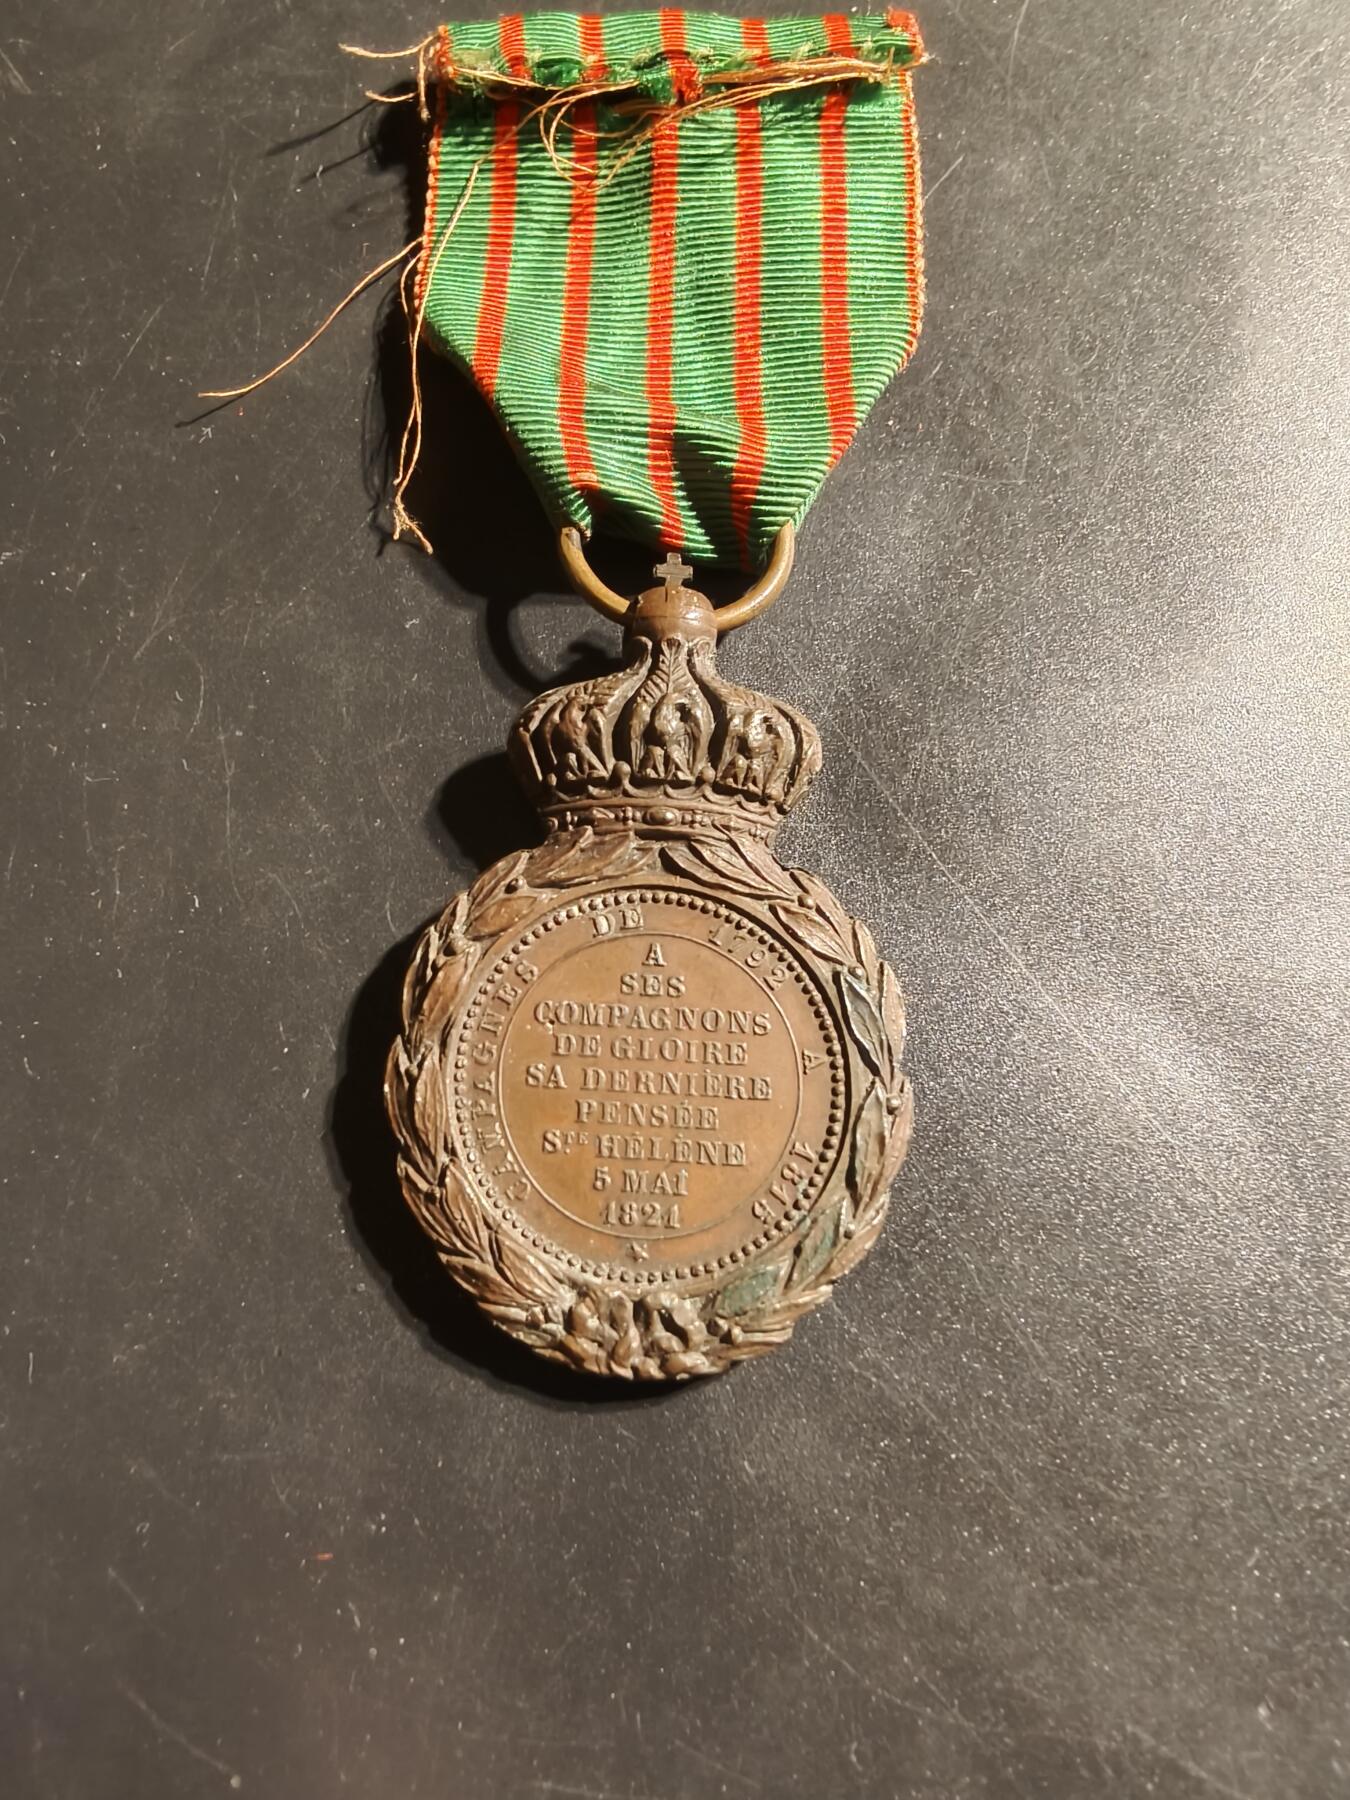 CAMPAGNES DE 1792 A 1815
A
SES
COMPAGNONS
DE GLOIRE
SA DERNIÈRE
PENSÉE
STE HÉLÈNE
5 MAI
1821